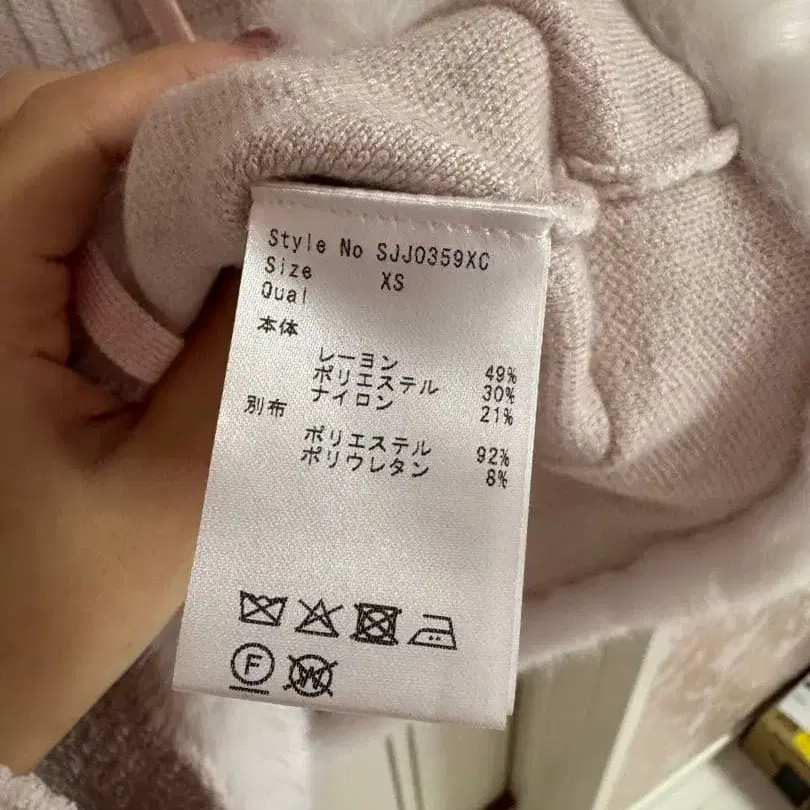 Style No SJJ0359XC
Size XS
Qual
本体
レーヨン 49%
ポリエステル 30%
ナイロン 21%
別布
ポリエステル 92%
ポリウレタン 8%
F
W